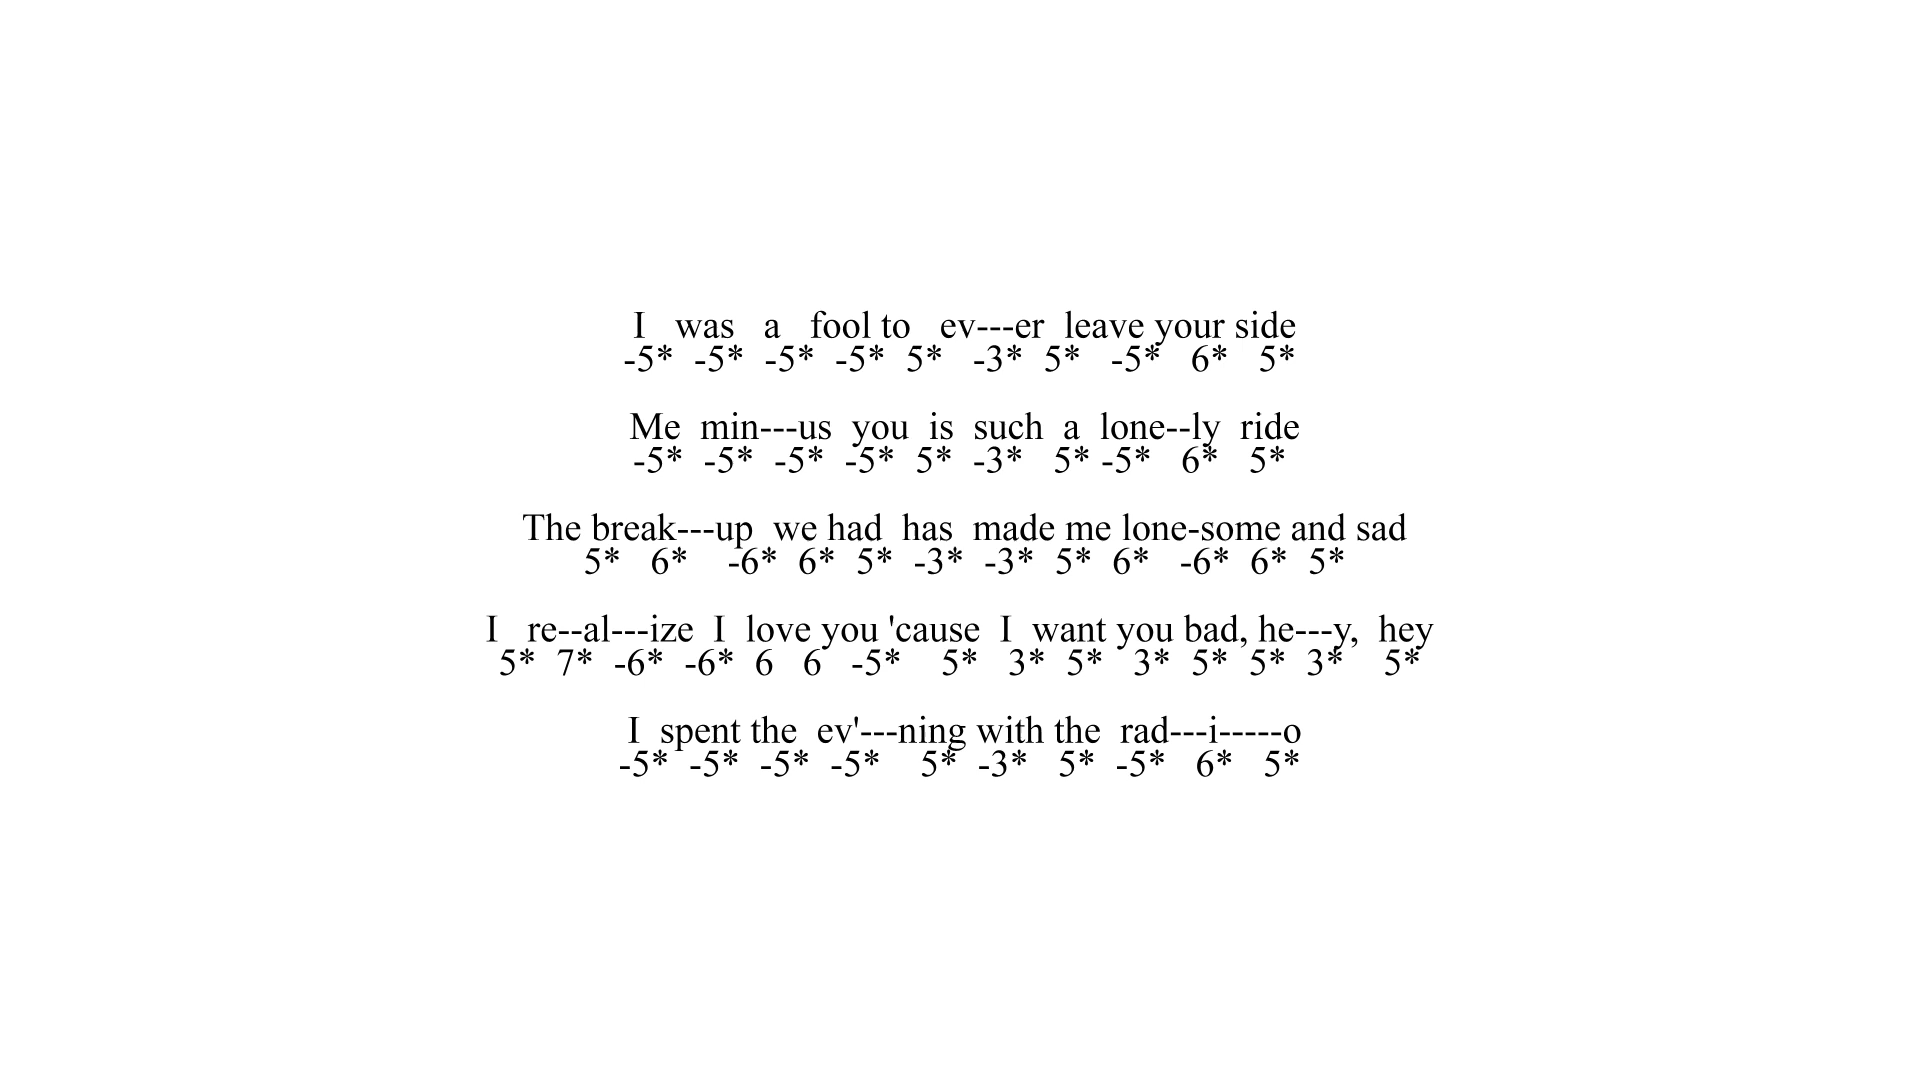 I was a fool to ev---er leave your side
-5* -5* -5* -5* 5* -3* 5* -5* 6* 5*
Me min---us you is such a lone--ly ride
-5* -5* -5* -5* 5* -3* 5* -5* 6* 5*
The break---up we had has made me lone-some and sad
5* 6* -6* 6* 5* -3* -3* 5* 6* -6* 6* 5*
I re--al---ize I love you 'cause I want you bad, he---y, hey
5* 7* -6* -6* 6 6 -5* 5* 3* 5* 3* 5* 5* 3* 5*
I spent the ev'---ning with the rad---i-----o
-5* -5* -5* -5* 5* -3* 5* -5* 6* 5*